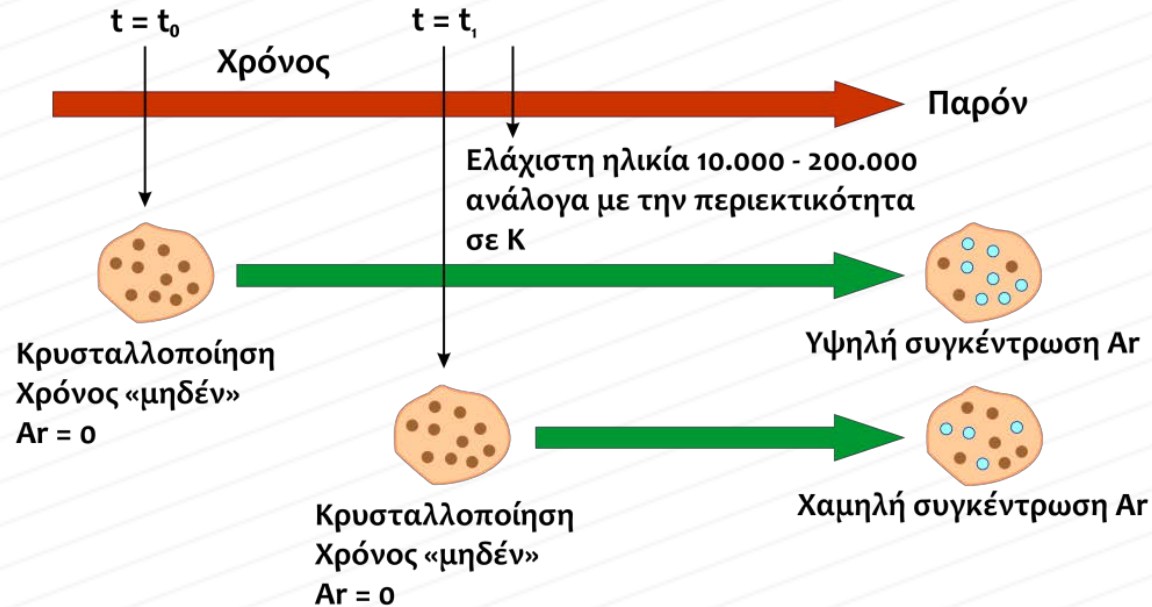 t = t₀
t = t₁
Χρόνος
Παρόν
Ελάχιστη ηλικία 10.000 - 200.000
ανάλογα με την περιεκτικότητα
σε Κ
Κρυσταλλοποίηση
Χρόνος «μηδέν»
Ar = 0
Υψηλή συγκέντρωση Ar
Κρυσταλλοποίηση
Χρόνος «μηδέν»
Ar = 0
Χαμηλή συγκέντρωση Ar